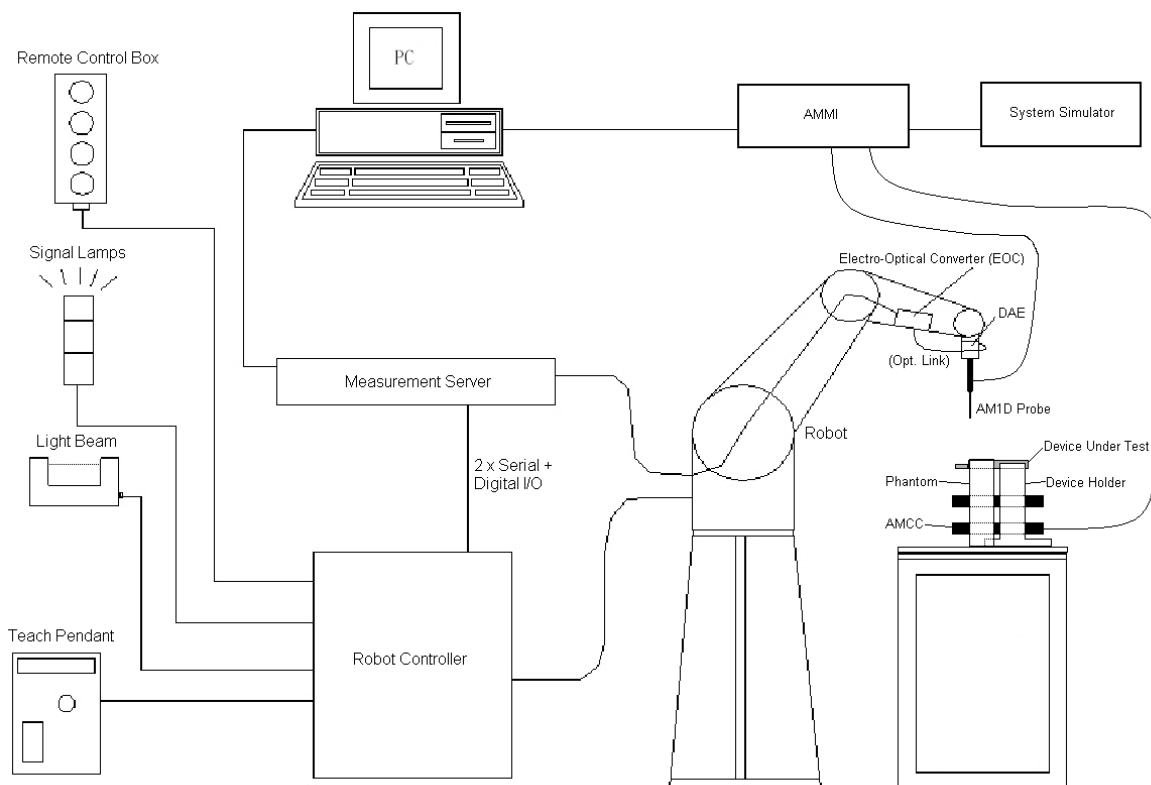 Remote Control Box
PC
AMMI
System Simulator
Signal Lamps
Electro-Optical Converter (EOC)
DAE
(Opt. Link)
Measurement Server
AM1D Probe
Light Beam
Robot
2 x Serial +
Digital I/O
Device Under Test
Phantom
Device Holder
AMCC
Teach Pendant
Robot Controller